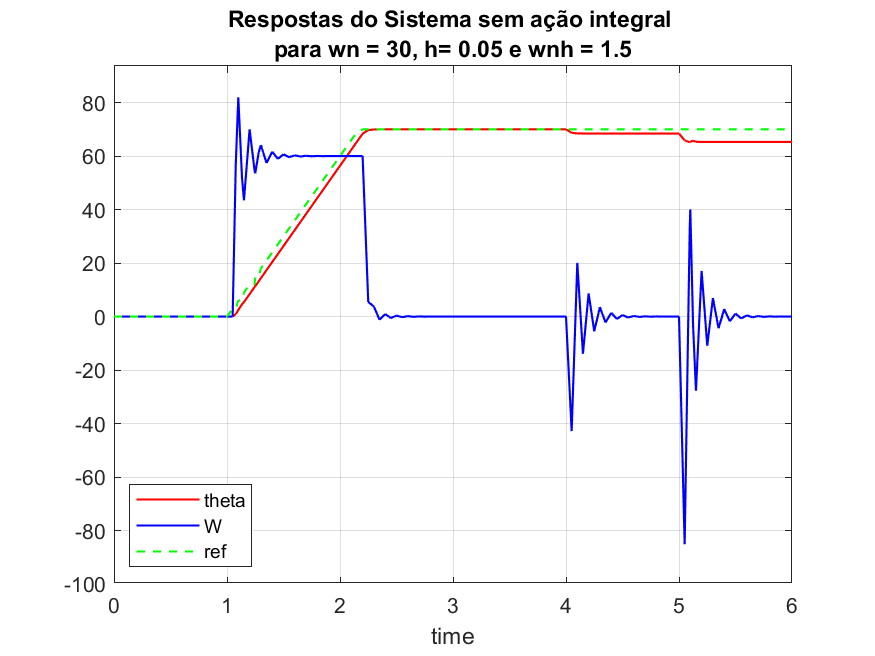 Respostas do Sistema sem ação integral
para wn = 30, h= 0.05 e wnh = 1.5
80
60
40
20
0
-20
-40
-60
-80
-100
theta
W
ref
0 1 2 3 4 5 6
time